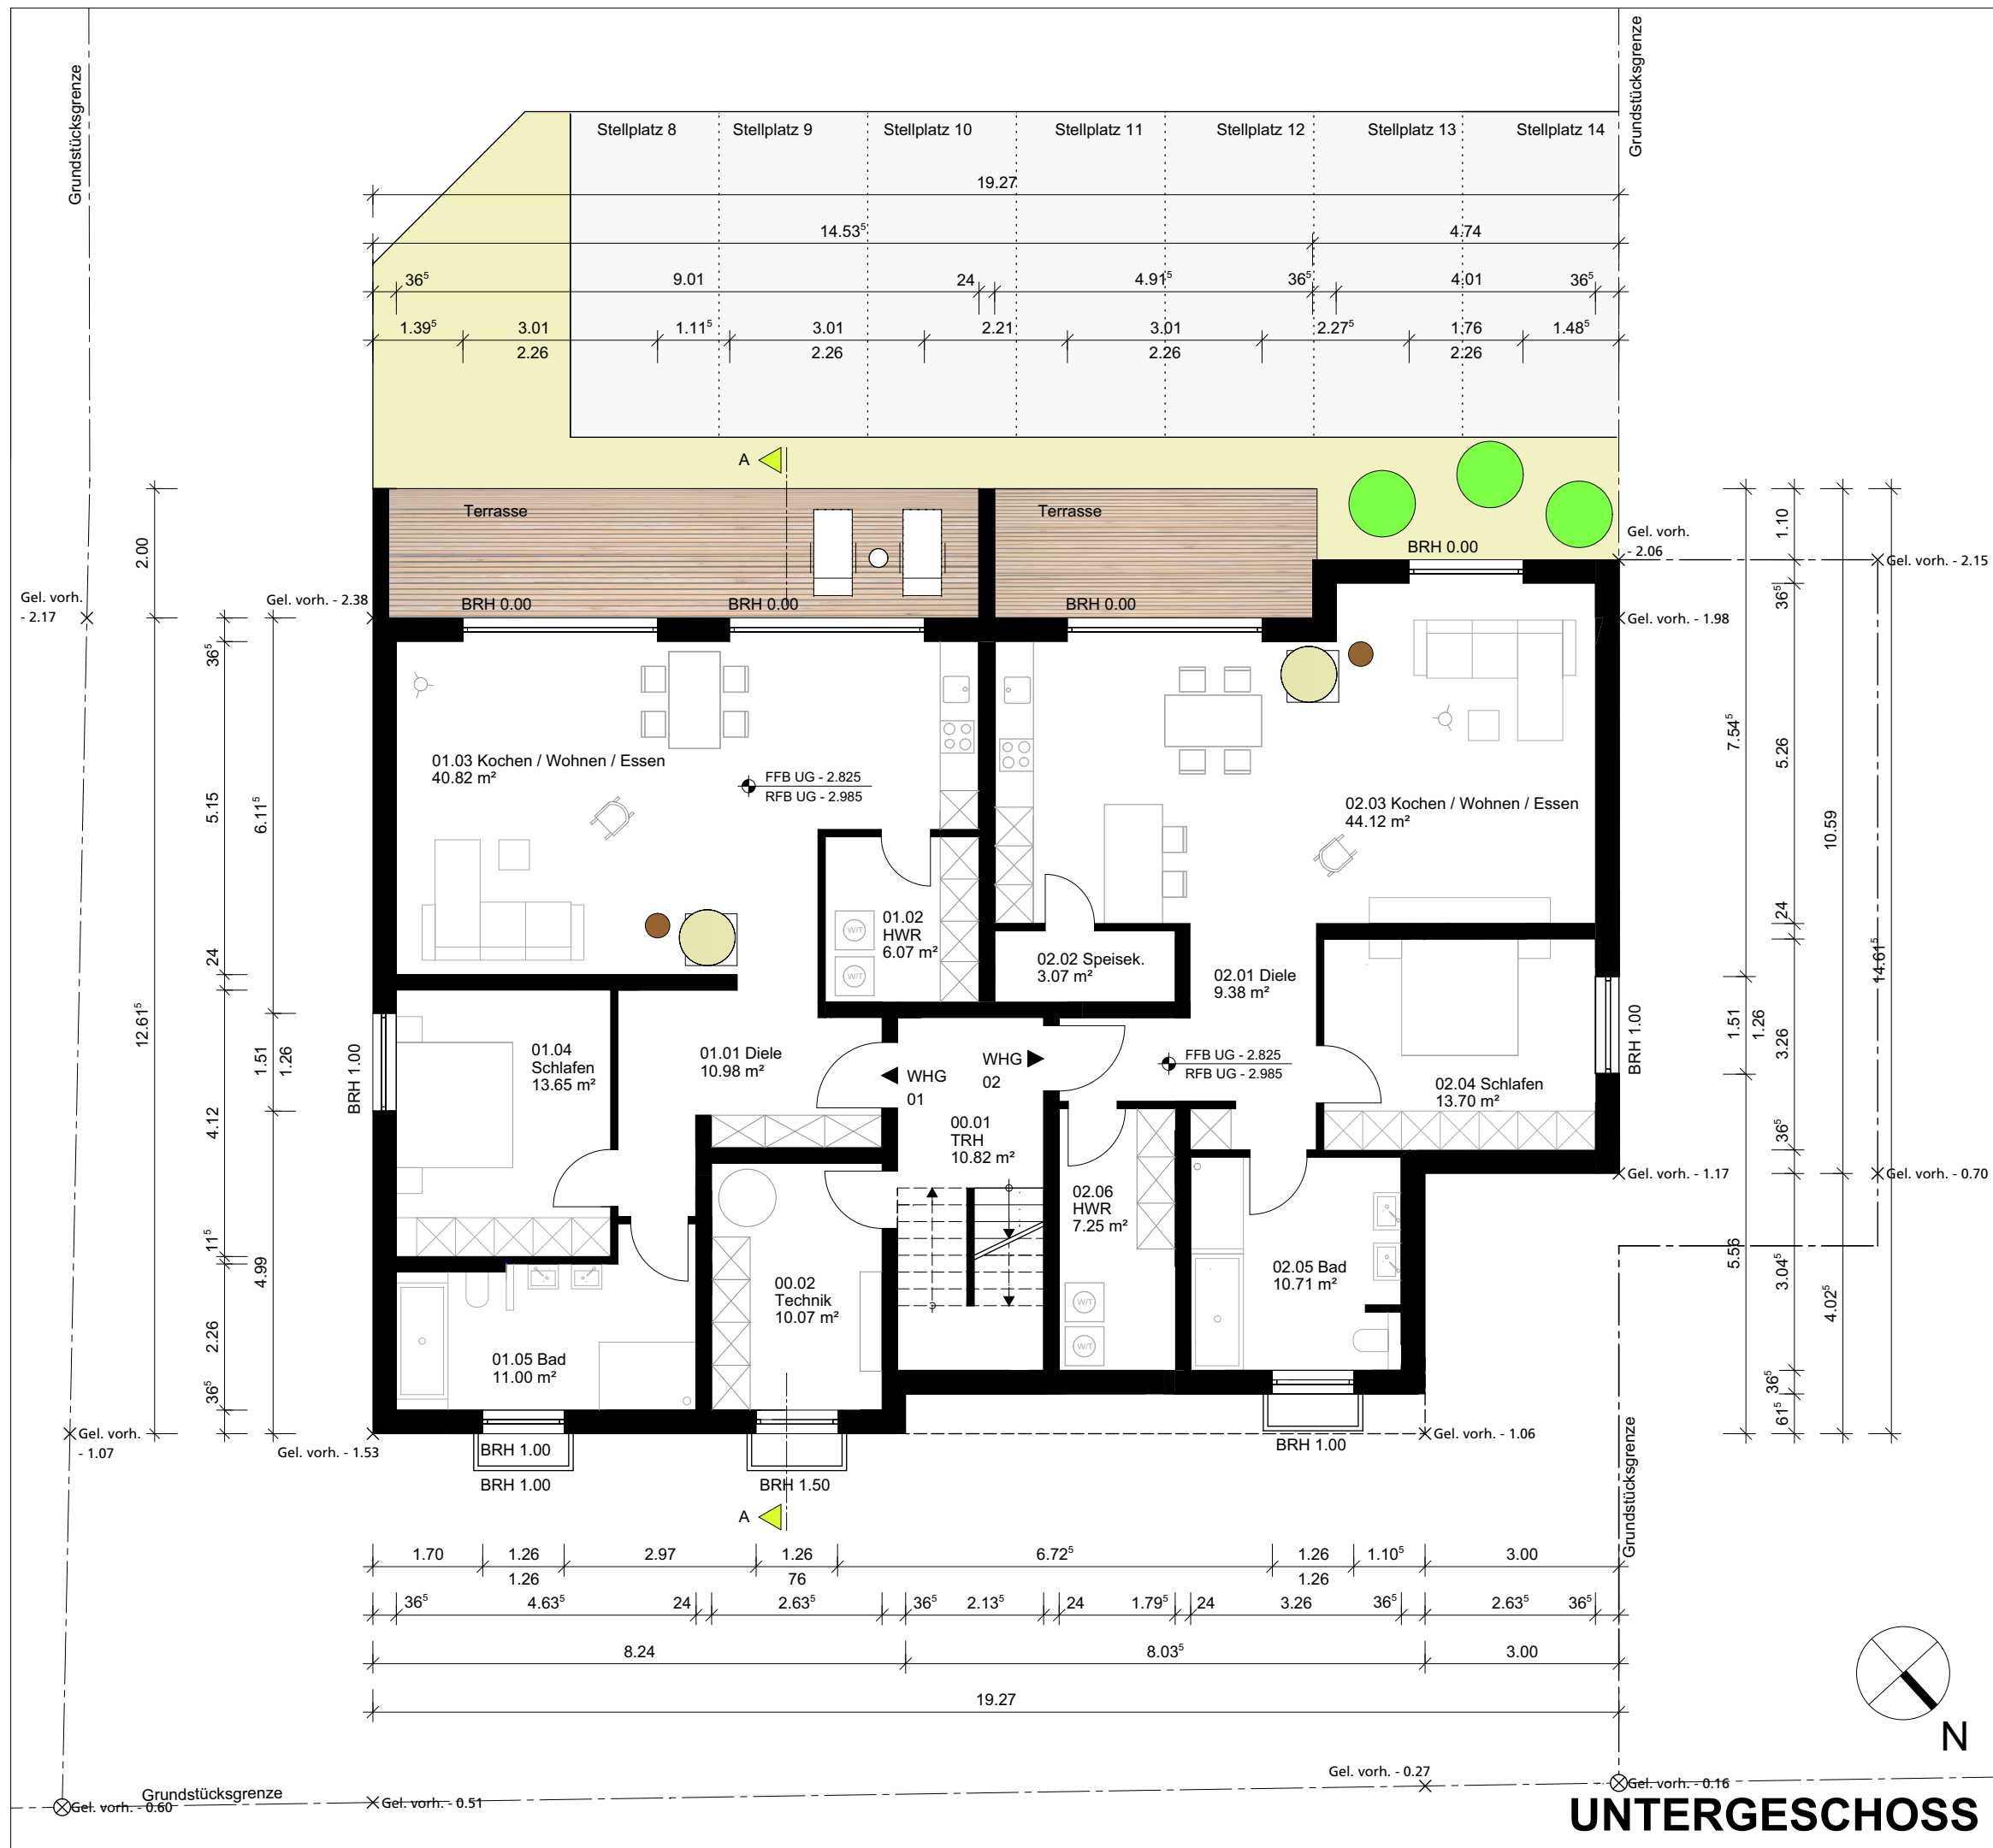 Grundstücksgrenze
Grundstücksgrenze
Stellplatz 8
Stellplatz 9
Stellplatz 10
Stellplatz 11
Stellplatz 12
Stellplatz 13
Stellplatz 14
19.27
14.53⁵
4.74
36⁵
9.01
24
4.91⁵
36⁵
4.01
36⁵
1.39⁵
3.01
1.11⁵
3.01
2.21
3.01
2.27⁵
1.76
1.48⁵
2.26
2.26
2.26
2.26
A
Terrasse
Terrasse
BRH 0.00
BRH 0.00
BRH 0.00
BRH 0.00
Gel. vorh.
- 2.06
Gel. vorh. - 2.15
Gel. vorh. - 1.98
Gel. vorh.
- 2.17
Gel. vorh. - 2.38
2.00
12.61⁵
36⁵
5.15
24
4.12
11⁵
2.26
36⁵
6.11⁵
1.51
1.26
4.99
BRH 1.00
01.03 Kochen / Wohnen / Essen
40.82 m²
FFB UG - 2.825
RFB UG - 2.985
02.03 Kochen / Wohnen / Essen
44.12 m²
01.02
HWR
6.07 m²
W/T
W/T
02.02 Speisek.
3.07 m²
02.01 Diele
9.38 m²
01.04
Schlafen
13.65 m²
01.01 Diele
10.98 m²
WHG
01
WHG
02
FFB UG - 2.825
RFB UG - 2.985
02.04 Schlafen
13.70 m²
00.01
TRH
10.82 m²
02.06
HWR
7.25 m²
W/T
W/T
02.05 Bad
10.71 m²
00.02
Technik
10.07 m²
01.05 Bad
11.00 m²
BRH 1.00
7.54⁵
1.51
1.26
5.56
1.10
36⁵
5.26
24
3.26
36⁵
3.04⁵
36⁵
61⁵
10.59
4.02⁵
14.61⁵
Gel. vorh. - 1.17
Gel. vorh. - 0.70
Gel. vorh.
- 1.07
Gel. vorh. - 1.53
BRH 1.00
BRH 1.00
BRH 1.50
BRH 1.00
Gel. vorh. - 1.06
A
Grundstücksgrenze
1.70
1.26
2.97
1.26
6.72⁵
1.26
1.10⁵
3.00
1.26
76
1.26
36⁵
4.63⁵
24
2.63⁵
36⁵
2.13⁵
24
1.79⁵
24
3.26
36⁵
2.63⁵
36⁵
8.24
8.03⁵
3.00
19.27
N
Grundstücksgrenze
Gel. vorh. - 0.60
Gel. vorh. - 0.51
Gel. vorh. - 0.27
Gel. vorh. - 0.16
UNTERGESCHOSS